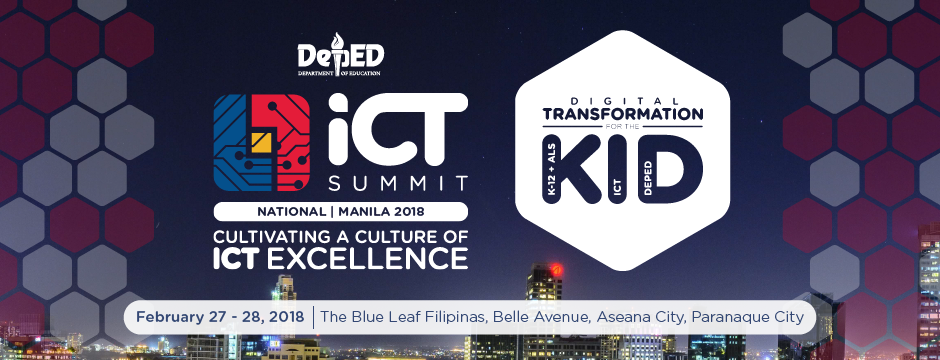 DepED
DEPARTMENT OF EDUCATION
iCT
SUMMIT
NATIONAL | MANILA 2018
CULTIVATING A CULTURE OF
ICT EXCELLENCE
DIGITAL
TRANSFORMATION
FOR THE
KID
K-12 + ALS
ICT
DEPED
February 27 - 28, 2018 | The Blue Leaf Filipinas, Belle Avenue, Aseana City, Paranaque City